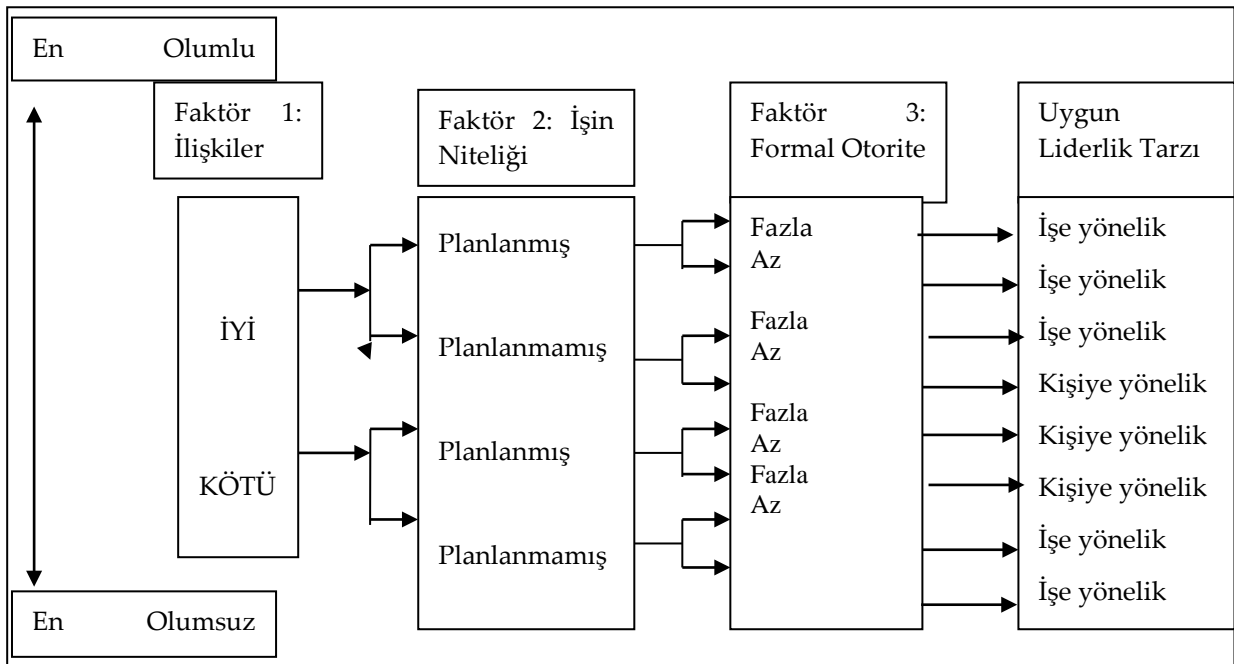 En Olumlu
Faktör 1:
İlişkiler
Faktör 2: İşin
Niteliği
Faktör 3:
Formal Otorite
Uygun
Liderlik Tarzı
İYİ
KÖTÜ
Planlanmış
Planlanmamış
Planlanmış
Planlanmamış
Fazla
Az
Fazla
Az
Fazla
Az
Fazla
Az
İşe yönelik
İşe yönelik
İşe yönelik
Kişiye yönelik
Kişiye yönelik
Kişiye yönelik
İşe yönelik
İşe yönelik
En Olumsuz